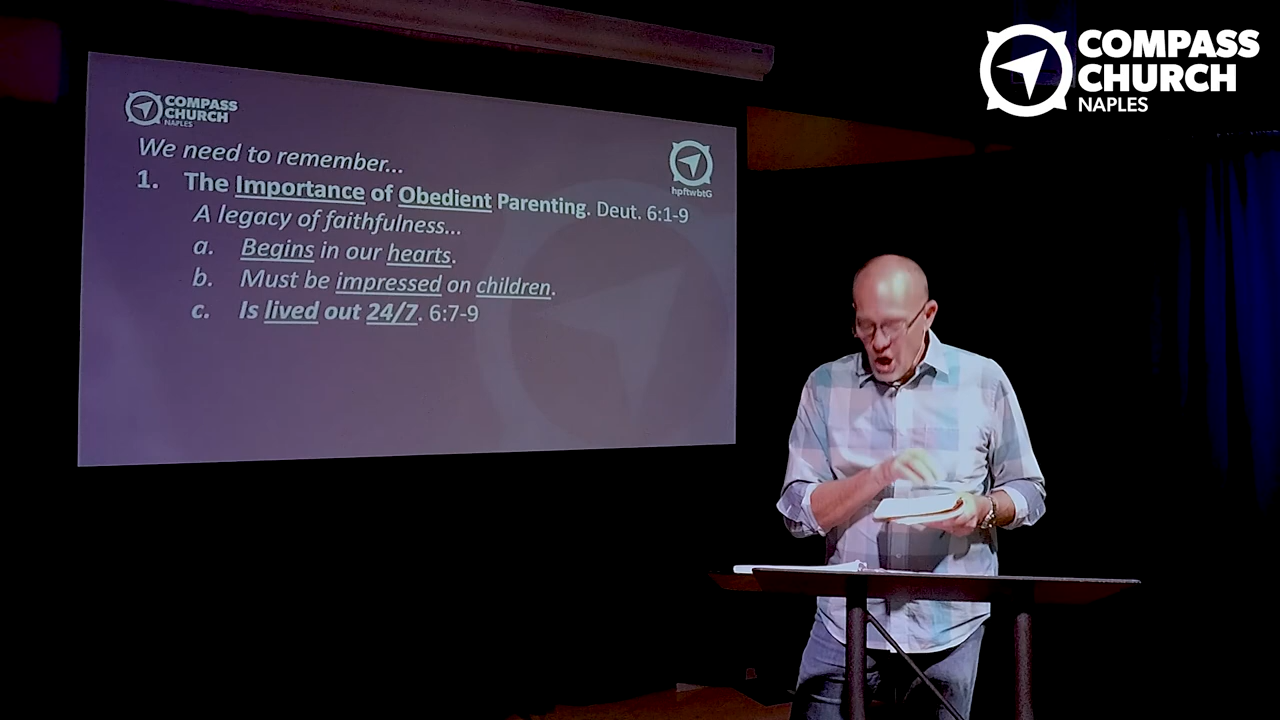 COMPASS
CHURCH
NAPLES
COMPASS
CHURCH
NAPLES
hpftwbtG
We need to remember...
1. The Importance of Obedient Parenting. Deut. 6:1-9
A legacy of faithfulness...
a. Begins in our hearts.
b. Must be impressed on children.
c. Is lived out 24/7. 6:7-9